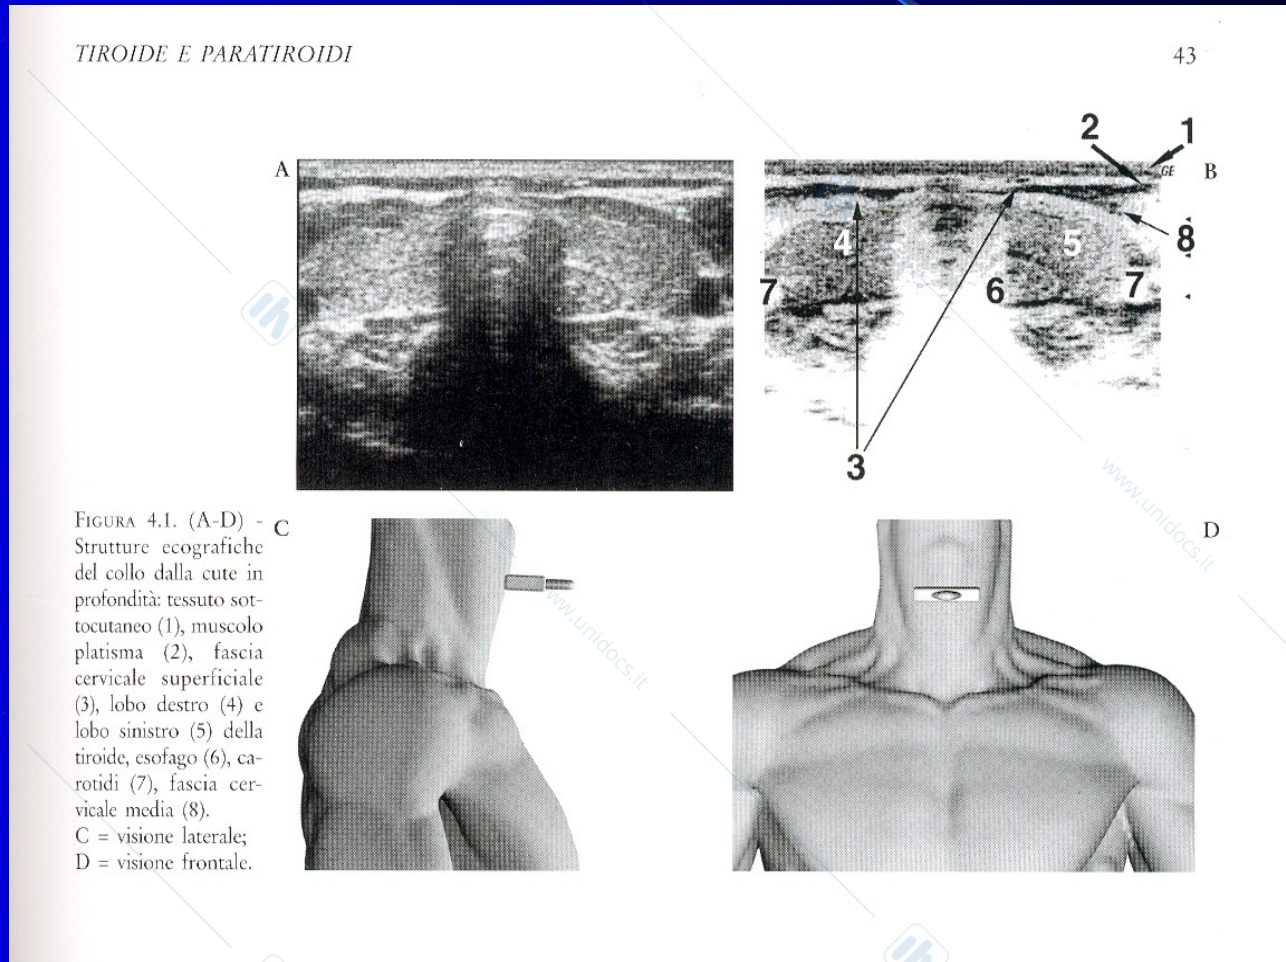 TIROIDE E PARATIROIDI
43
2
1
A
GE
B
4
5
8
7
6
7
3
FIGURA 4.1. (A-D) -
Strutture ecografiche
del collo dalla cute in
profondità: tessuto sot-
tocutaneo (1), muscolo
platisma (2), fascia
cervicale superficiale
(3), lobo destro (4) e
lobo sinistro (5) della
tiroide, esofago (6), ca-
rotidi (7), fascia cer-
vicale media (8).
C = visione laterale;
D = visione frontale.
C
D
www.unidocs.it
www.unidocs.it